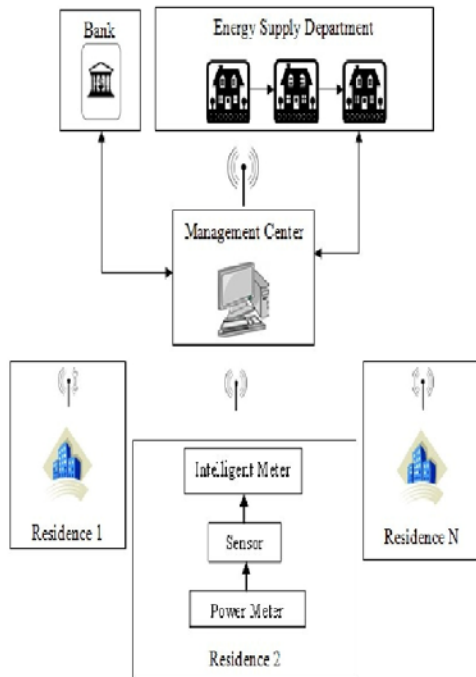 Bank
Energy Supply Department
Management Center
Residence 1
Intelligent Meter
Sensor
Power Meter
Residence 2
Residence N